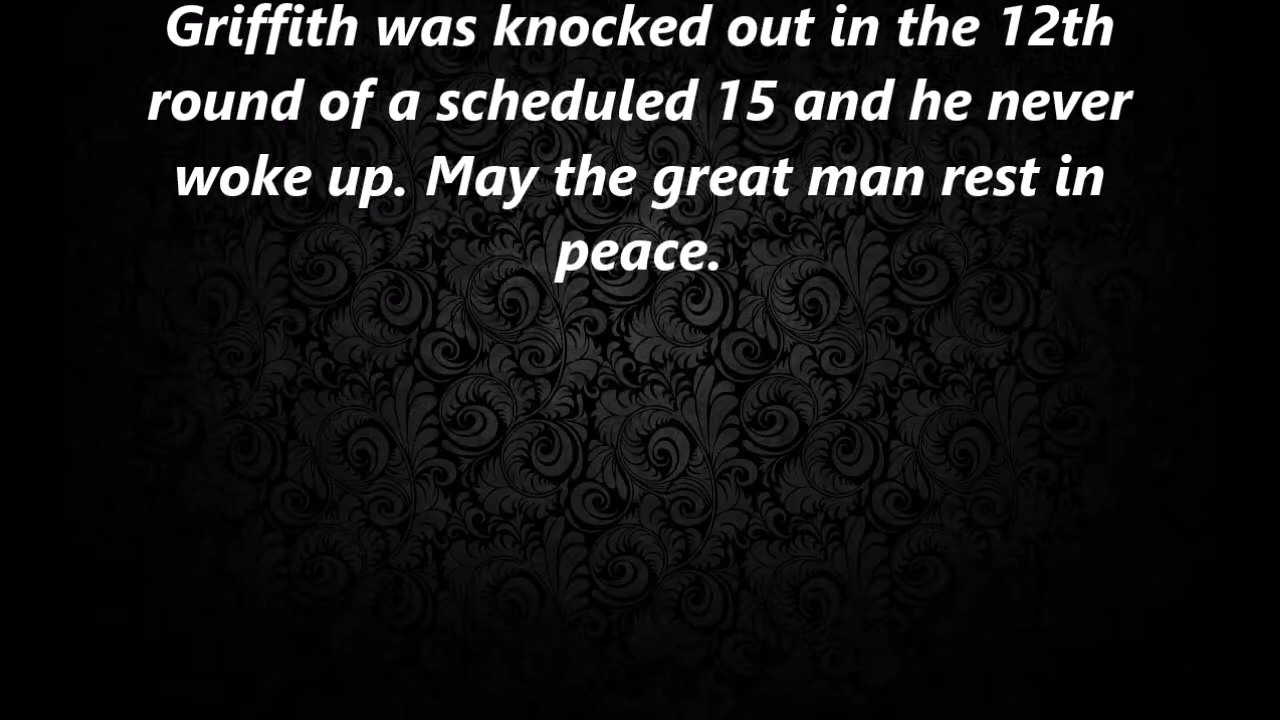 Griffith was knocked out in the 12th
round of a scheduled 15 and he never
woke up. May the great man rest in
peace.